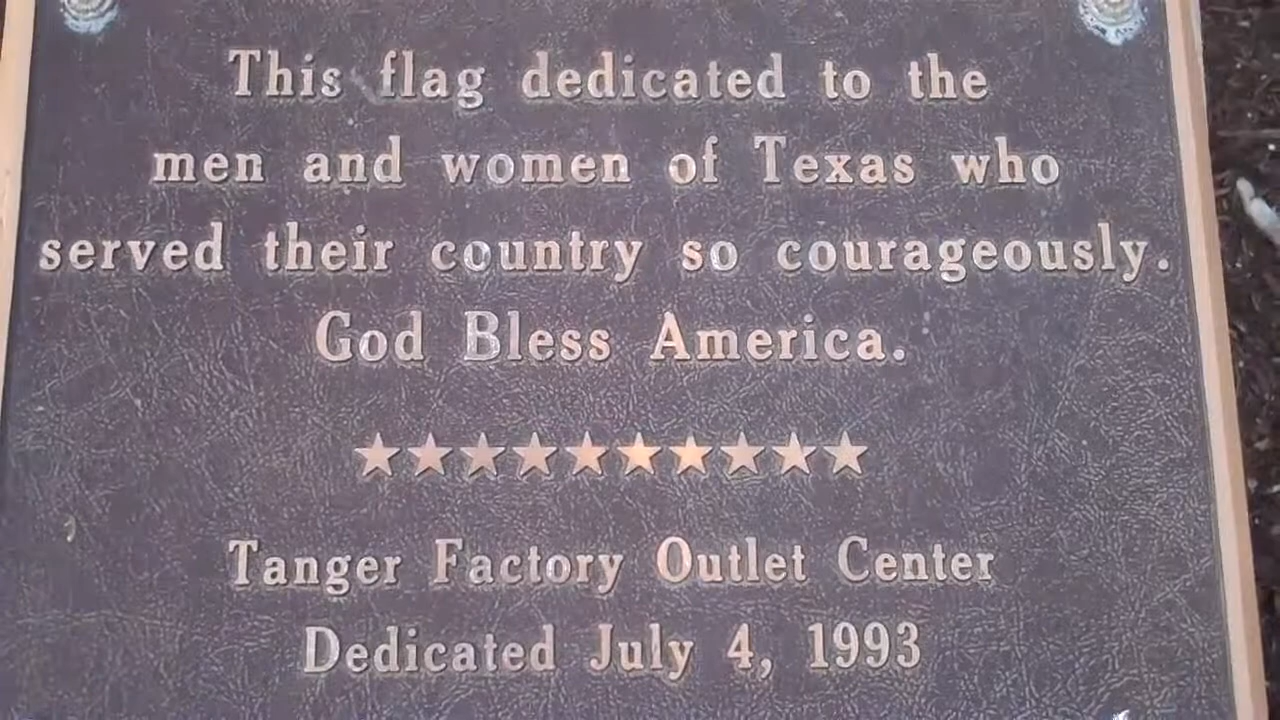 This flag dedicated to the
men and women of Texas who
served their country so courageously.
God Bless America.
★★★★★★★★★★
Tanger Factory Outlet Center
Dedicated July 4, 1993